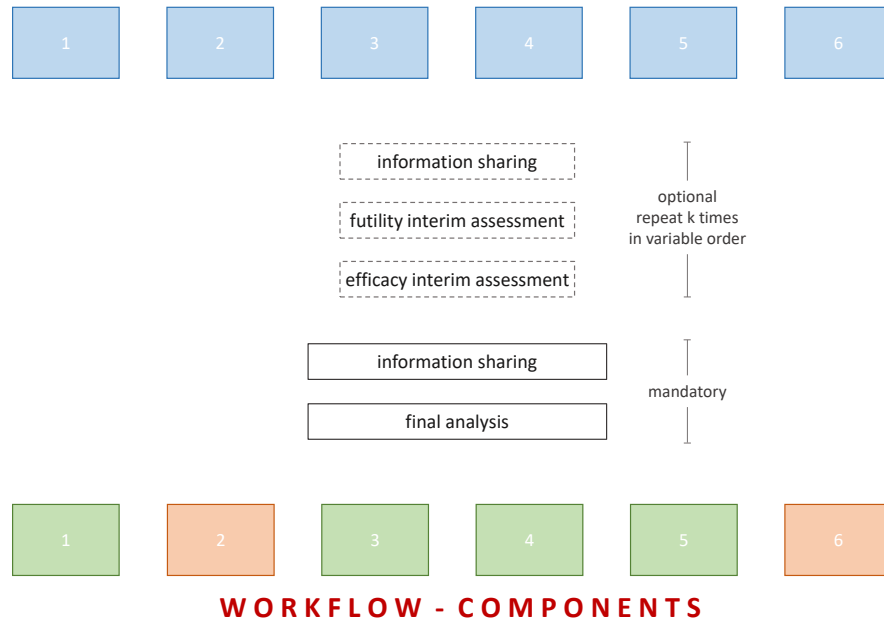 1 2 3 4 5 6
information sharing
futility interim assessment
efficacy interim assessment
optional
repeat k times
in variable order
information sharing
final analysis
mandatory
1 2 3 4 5 6
WORKFLOW - COMPONENTS